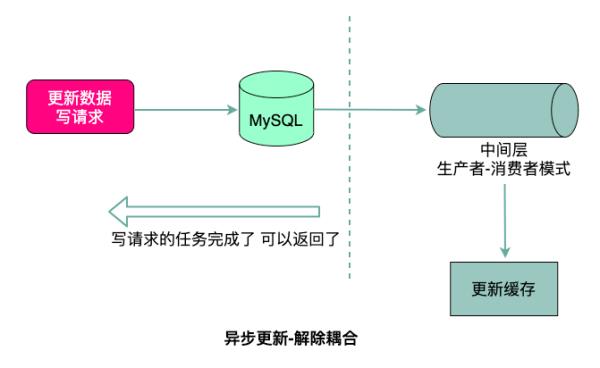 更新数据
写请求
MySQL
中间层
生产者-消费者模式
写请求的任务完成了 可以返回了
更新缓存
异步更新-解除耦合